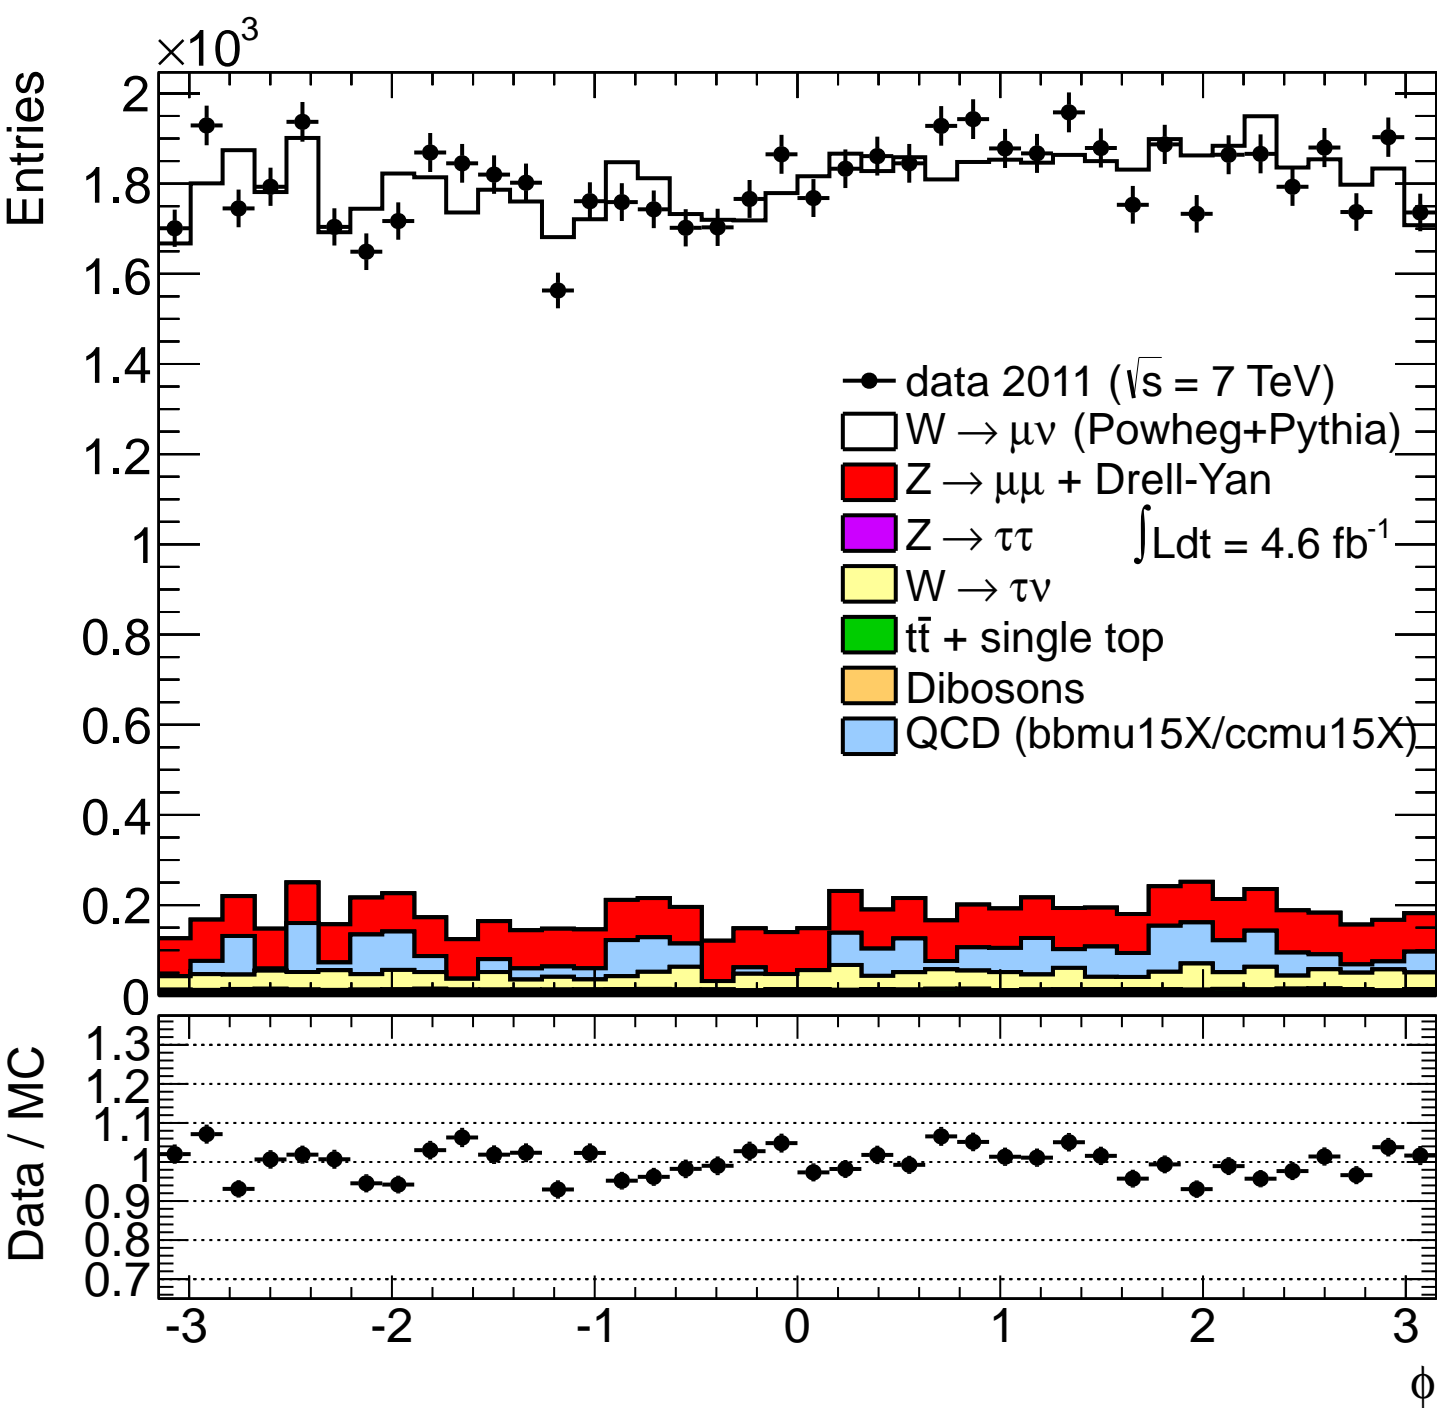 ×10³
Entries
2
1.8
1.6
1.4
1.2
1
0.8
0.6
0.4
0.2
0
data 2011 (√s = 7 TeV)
W → μν (Powheg+Pythia)
Z → μμ + Drell-Yan
Z → ττ
∫Ldt = 4.6 fb⁻¹
W → τν
tt̄ + single top
Dibosons
QCD (bbmu15X/ccmu15X)
Data / MC
1.3
1.2
1.1
1
0.9
0.8
0.7
-3 -2 -1 0 1 2 3
ϕ